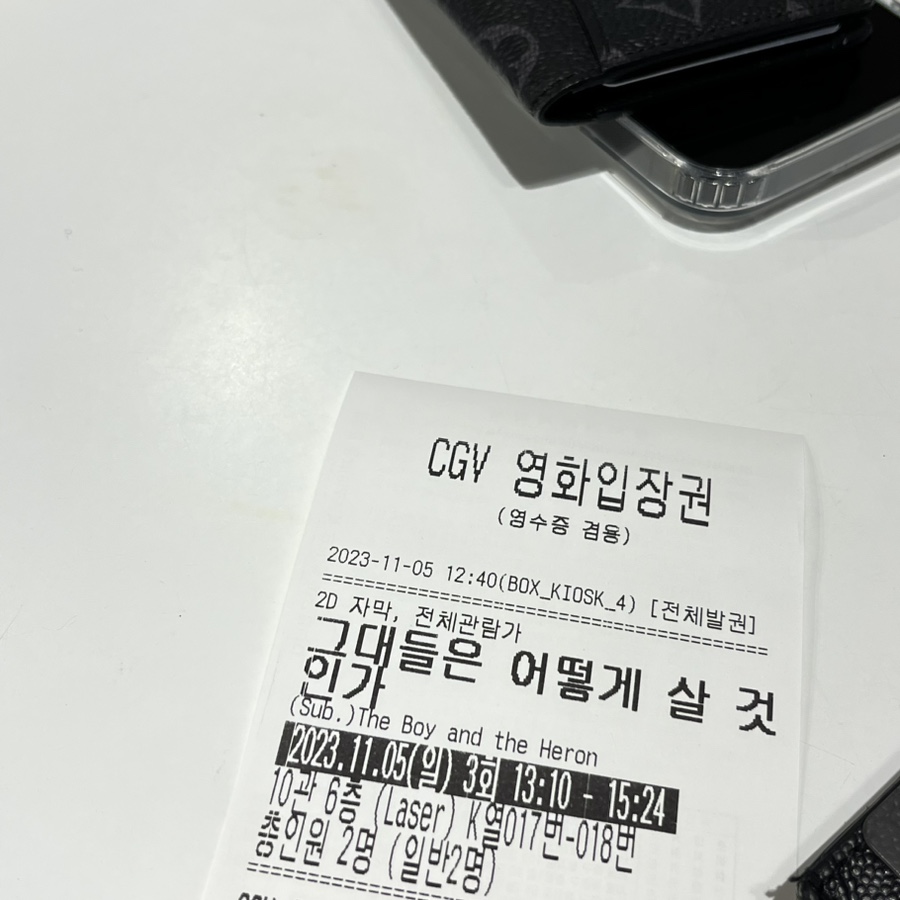 CGV 영화입장권
(영수증 겸용)
2023-11-05 12:40(BOX_KIOSK_4) [전체발권]
==========================================
2D 자막, 전체관람가
그대들은 어떻게 살 것
인가
(Sub.)The Boy and the Heron
2023.11.05(일) 3회 13:10 - 15:24
10관 6층 (Laser) K열017번-018번
총인원 2명 (일반2명)